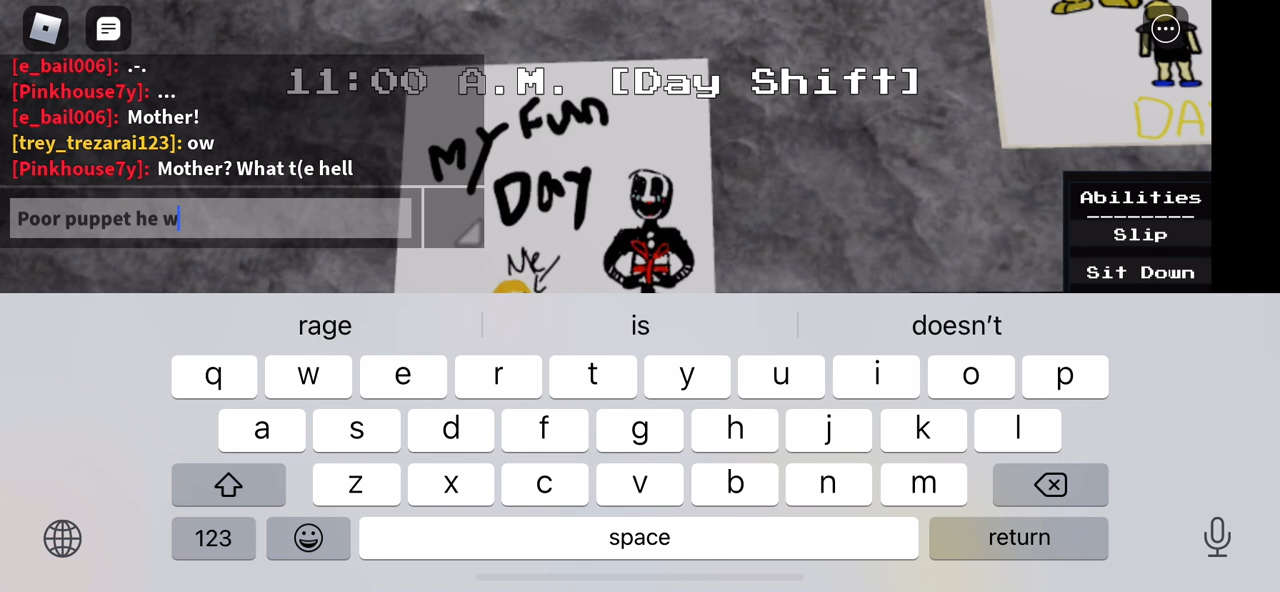 [e_bail006]: .-.
[Pinkhouse7y]: ...
[e_bail006]: Mother!
[trey_trezarai123]: ow
[Pinkhouse7y]: Mother? What t(e hell
Poor puppet he w
11:00 A.M. [Day Shift]
MY Fun
DAY
Me
DA
Abilities
Slip
Sit Down
rage is doesn’t
q w e r t y u i o p
a s d f g h j k l
z x c v b n m
123 space return